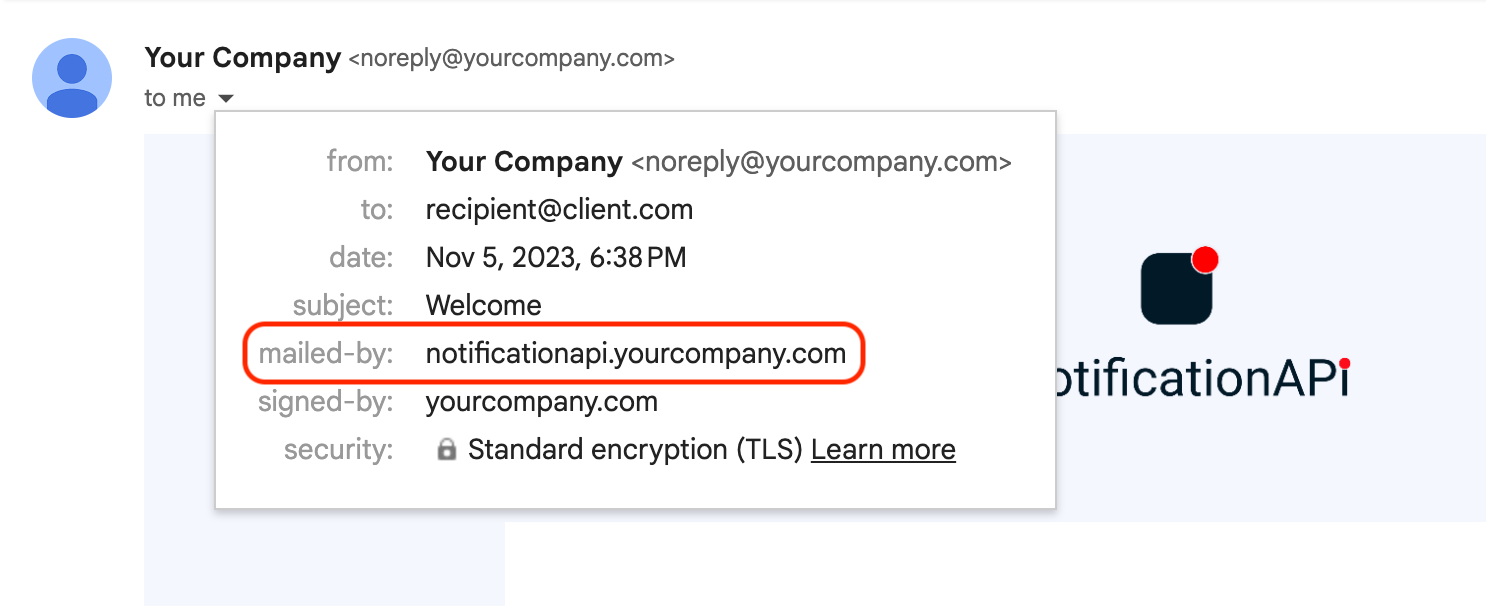 Your Company <noreply@yourcompany.com>
to me
from: Your Company <noreply@yourcompany.com>
to: recipient@client.com
date: Nov 5, 2023, 6:38 PM
subject: Welcome
mailed-by: notificationapi.yourcompany.com
signed-by: yourcompany.com
security: Standard encryption (TLS) Learn more
otificationAPi